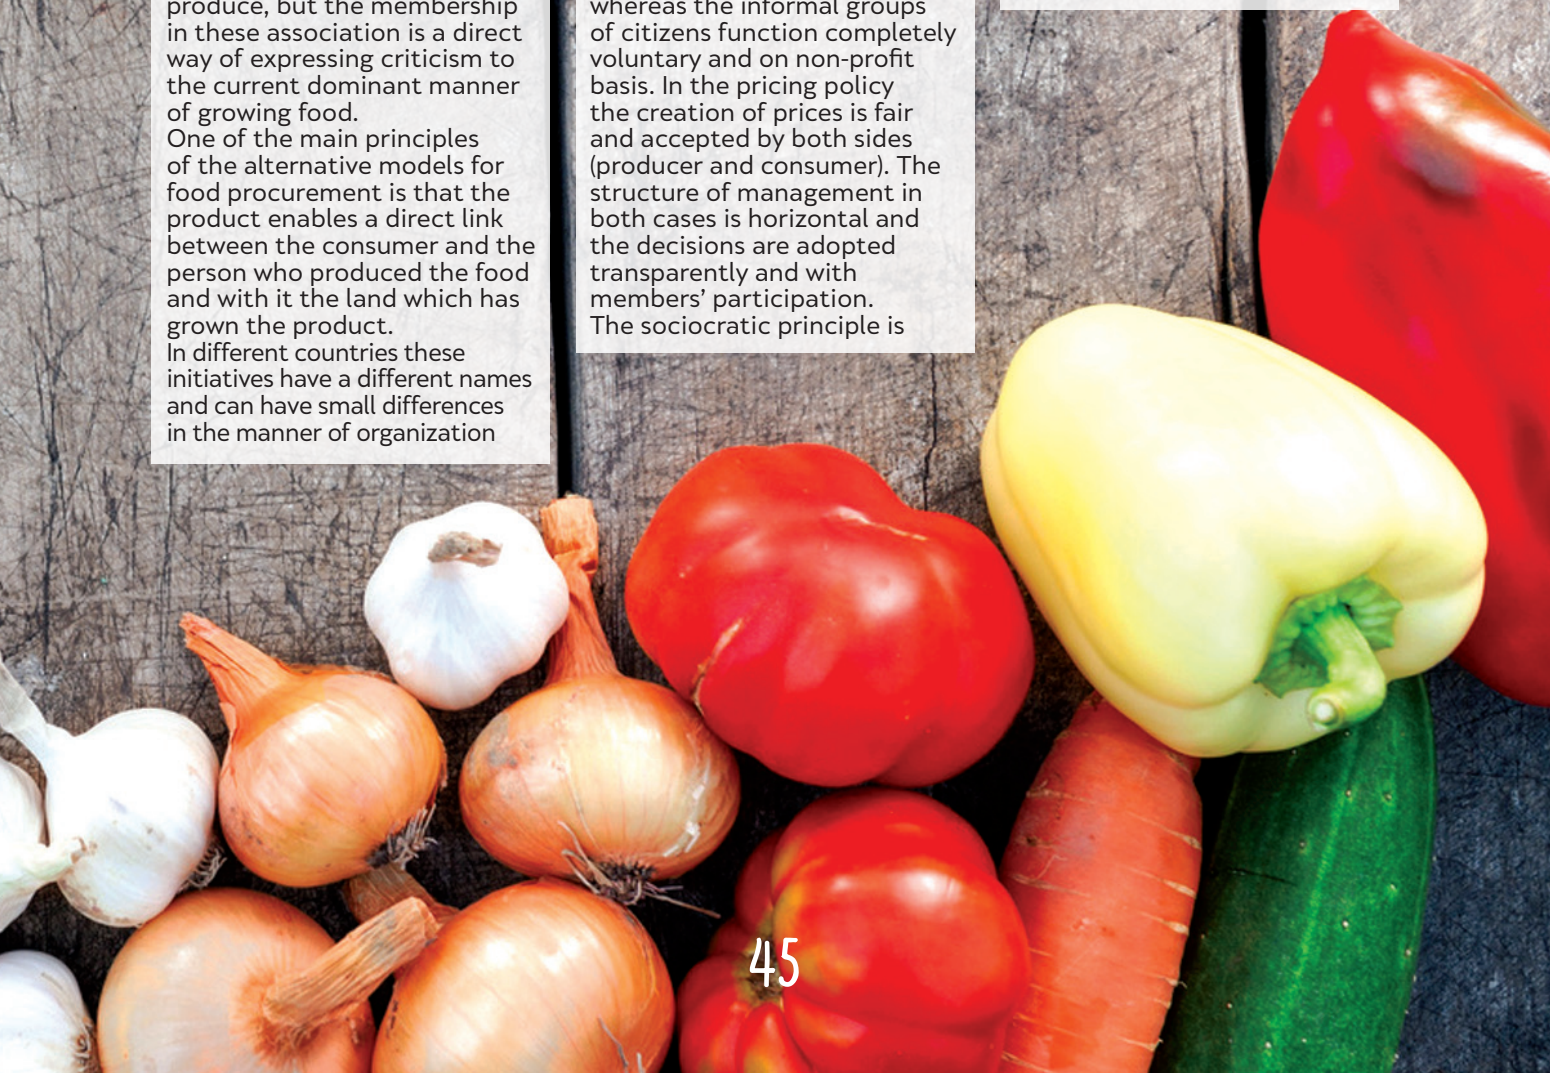 produce, but the membership
in these association is a direct
way of expressing criticism to
the current dominant manner
of growing food.
One of the main principles
of the alternative models for
food procurement is that the
product enables a direct link
between the consumer and the
person who produced the food
and with it the land which has
grown the product.
In different countries these
initiatives have a different names
and can have small differences
in the manner of organization
whereas the informal groups
of citizens function completely
voluntary and on non-profit
basis. In the pricing policy
the creation of prices is fair
and accepted by both sides
(producer and consumer). The
structure of management in
both cases is horizontal and
the decisions are adopted
transparently and with
members’ participation.
The sociocratic principle is
45